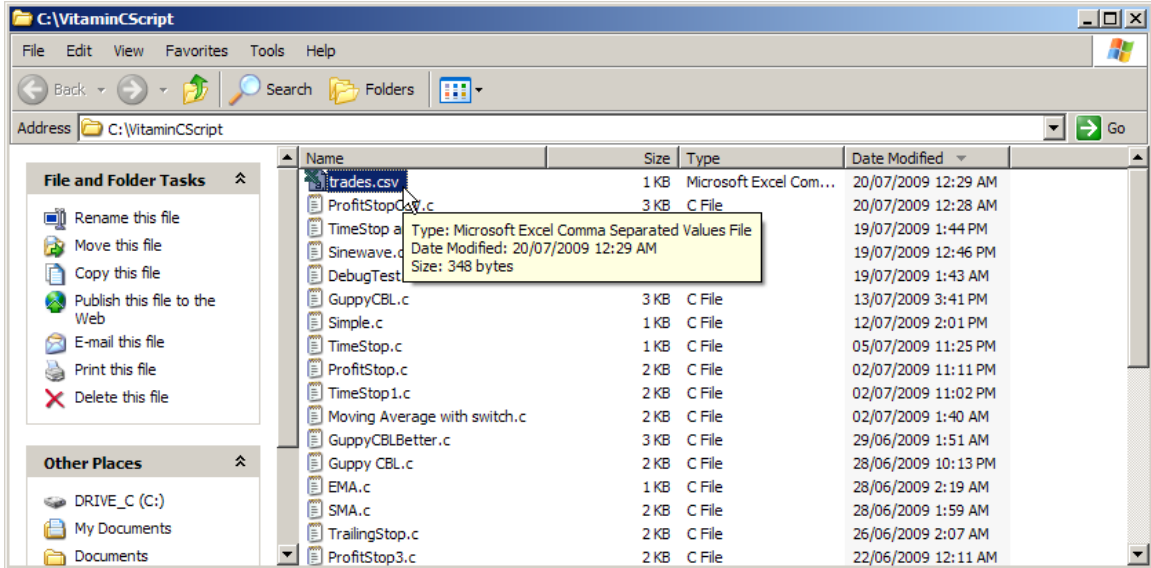 C:\VitaminCScript
File Edit View Favorites Tools Help
Back Search Folders
Address C:\VitaminCScript Go
File and Folder Tasks
Rename this file
Move this file
Copy this file
Publish this file to the
Web
E-mail this file
Print this file
Delete this file
Other Places
DRIVE_C (C:)
My Documents
Documents
Name Size Type Date Modified
trades.csv 1 KB Microsoft Excel Com... 20/07/2009 12:29 AM
3 KB C File 20/07/2009 12:28 AM
TimeStop 19/07/2009 1:44 PM
Sinewave. 19/07/2009 12:46 PM
DebugTest 19/07/2009 1:43 AM
Type: Microsoft Excel Comma Separated Values File
Date Modified: 20/07/2009 12:29 AM
Size: 348 bytes
GuppyCBL.c 3 KB C File 13/07/2009 3:41 PM
Simple.c 1 KB C File 12/07/2009 2:01 PM
TimeStop.c 1 KB C File 05/07/2009 11:25 PM
ProfitStop.c 2 KB C File 02/07/2009 11:11 PM
TimeStop1.c 2 KB C File 02/07/2009 11:02 PM
Moving Average with switch.c 2 KB C File 02/07/2009 1:40 AM
GuppyCBLBetter.c 3 KB C File 29/06/2009 1:51 AM
Guppy CBL.c 2 KB C File 28/06/2009 10:13 PM
EMA.c 1 KB C File 28/06/2009 2:19 AM
SMA.c 2 KB C File 28/06/2009 1:59 AM
TrailingStop.c 2 KB C File 26/06/2009 2:07 AM
ProfitStop3.c 2 KB C File 22/06/2009 12:11 AM